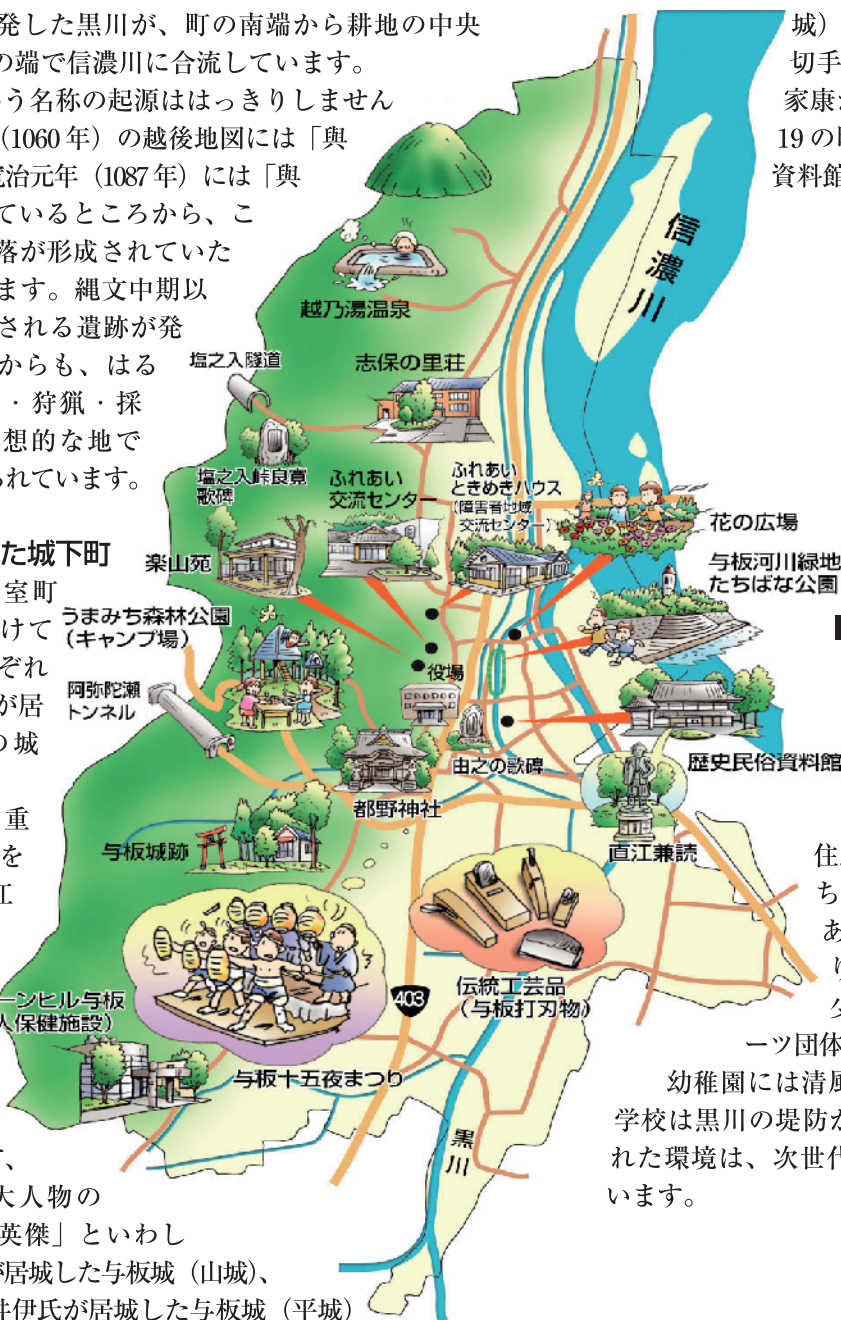 発した黒川が、町の南端から耕地の中央
の端で信濃川に合流しています。
う名称の起源ははっきりしません
（1060年）の越後地図には「與
治元年（1087年）には「與
ているところから、こ
落が形成されていた
ます。縄文中期以
される遺跡が発
からも、はる
・狩猟・採
想的な地で
られています。
た城下町
室町
けて
ぞれ
が居
の城
重
を
江
、
大人物の
英傑」といわし
が居城した与板城（山城）、
井伊氏が居城した与板城（平城）
城）
切手
家康
19の
資料館
信濃川
越乃湯温泉
塩之入隧道
志保の里荘
塩之入峠良寛
歌碑
ふれあい
交流センター
ふれあい
ときめきハウス
（障害者地域
交流センター）
花の広場
楽山苑
与板河川緑地
たちばな公園
うまみち森林公園
（キャンプ場）
役場
阿弥陀瀬
トンネル
由之の歌碑
歴史民俗資料館
都野神社
与板城跡
直江兼読
伝統工芸品
（与板打刃物）
403
ーンヒル与板
人保健施設）
与板十五夜まつり
黒川
住
ち
あ
り
ーツ団体
幼稚園には清風
学校は黒川の堤防か
れた環境は、次世代
います。